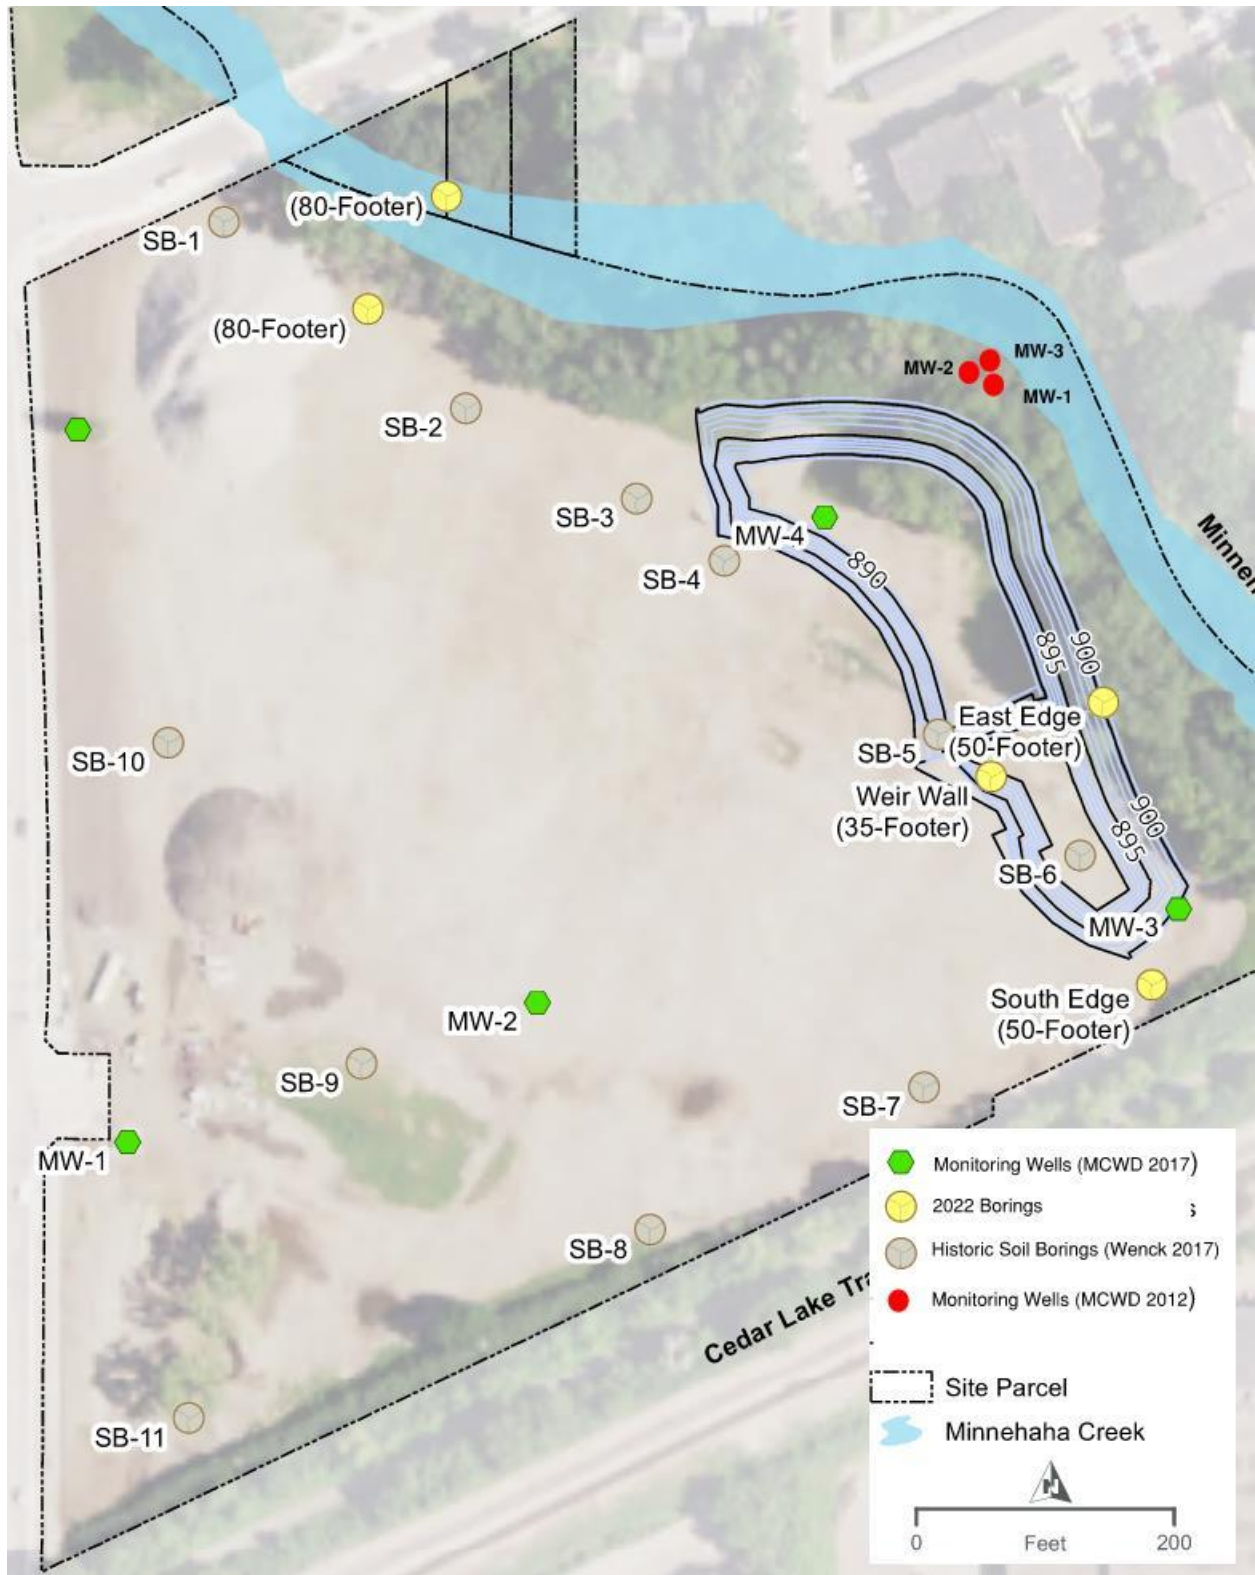 (80-Footer)
SB-1
(80-Footer)
MW-3
MW-2
MW-1
SB-2
SB-3
MW-4
SB-4
890
Minneh
895
900
East Edge
(50-Footer)
SB-5
SB-10
Weir Wall
(35-Footer)
900
895
SB-6
MW-3
South Edge
(50-Footer)
MW-2
SB-9
SB-7
MW-1
SB-8
Cedar Lake Tra
SB-11
Monitoring Wells (MCWD 2017)
2022 Borings s
Historic Soil Borings (Wenck 2017)
Monitoring Wells (MCWD 2012)
Site Parcel
Minnehaha Creek
N
0 Feet 200